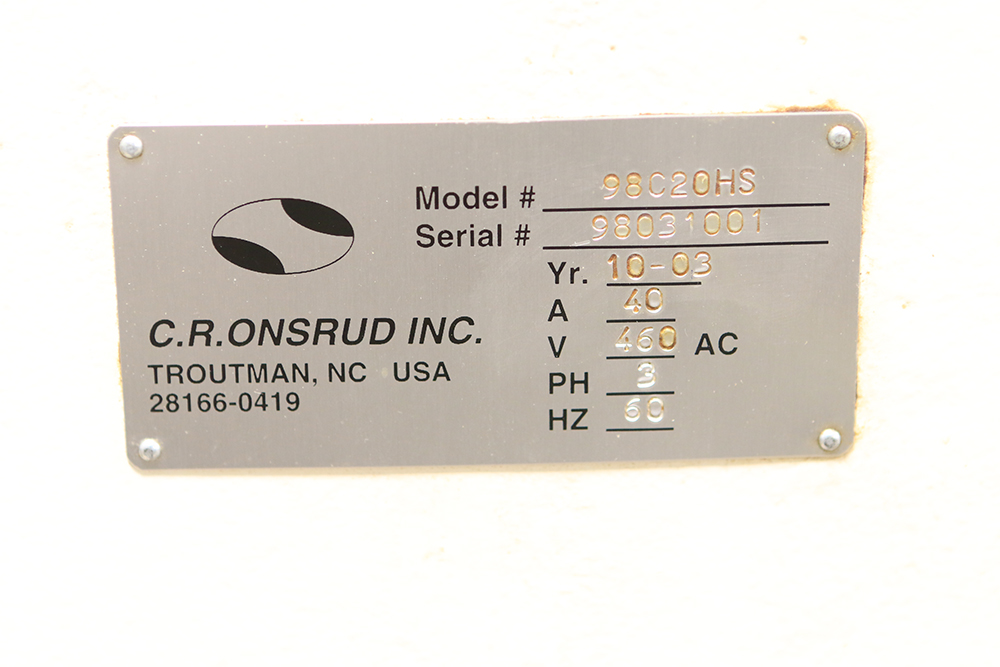 Model # 98C20HS
Serial # 98031001
Yr. 10-03
A 40
V 460 AC
PH 3
HZ 60
C.R.ONSRUD INC.
TROUTMAN, NC USA
28166-0419